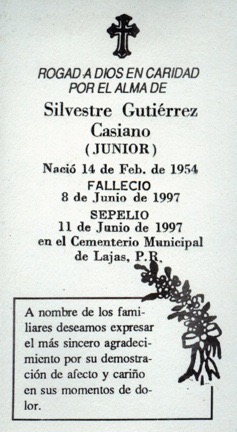 ROGAD A DIOS EN CARIDAD
POR EL ALMA DE
Silvestre Gutiérrez
Casiano
(JUNIOR)
Nació 14 de Feb. de 1954
FALLECIO
8 de Junio de 1997
SEPELIO
11 de Junio de 1997
en el Cementerio Municipal
de Lajas, P.R.
A nombre de los fami-
liares deseamos expresar
el más sincero agradeci-
miento por su demostra-
ción de afecto y cariño
en sus momentos de do-
lor.